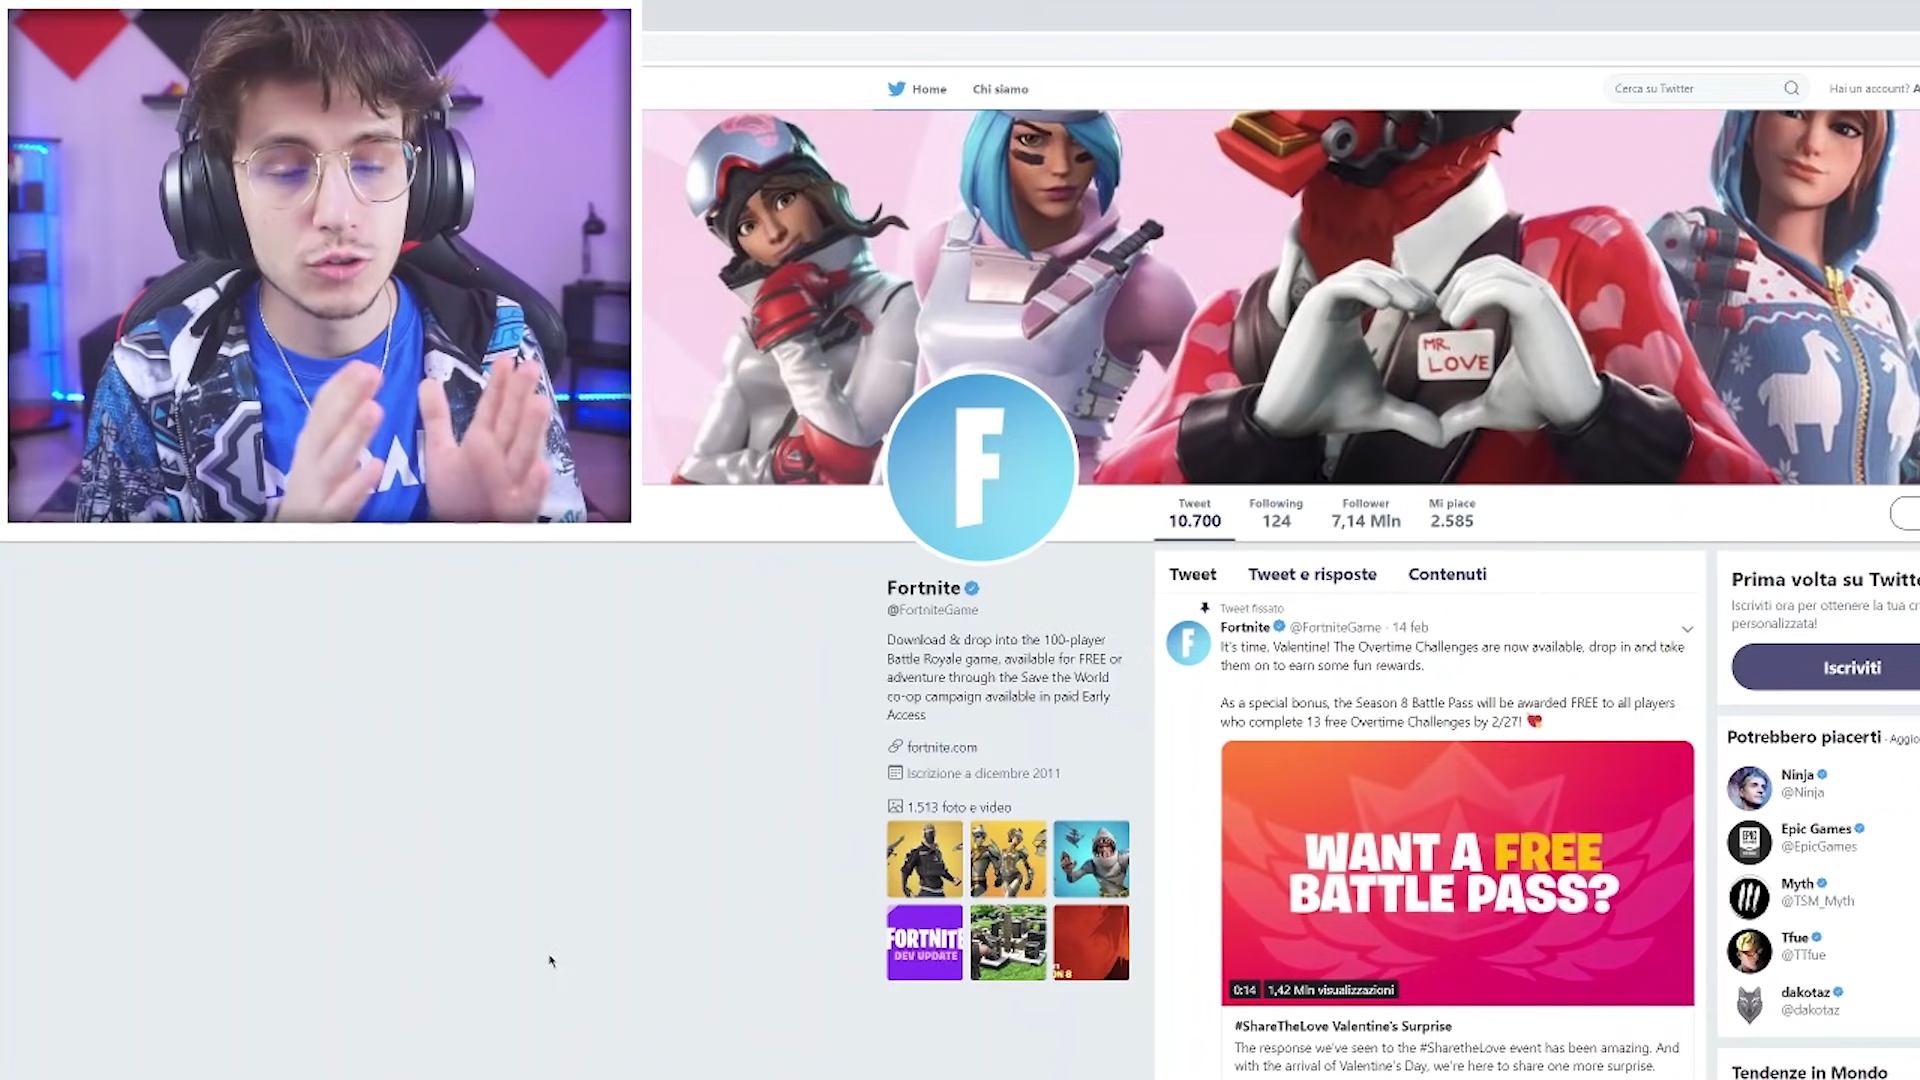 Home
Chi siamo
Cerca su Twitter
Hai un account? A
MR.
LOVE
F
Tweet
10.700
Following
124
Follower
7,14 Mln
Mi piace
2.585
Fortnite
@FortniteGame
Download & drop into the 100-player
Battle Royale game, available for FREE or
adventure through the Save the World
co-op campaign available in paid Early
Access
fortnite.com
Iscrizione a dicembre 2011
1.513 foto e video
FORTNITE
DEV UPDATE
ON 8
Tweet
Tweet e risposte
Contenuti
Tweet fissato
F
Fortnite @FortniteGame · 14 feb
It's time, Valentine! The Overtime Challenges are now available, drop in and take
them on to earn some fun rewards.
As a special bonus, the Season 8 Battle Pass will be awarded FREE to all players
who complete 13 free Overtime Challenges by 2/27!
WANT A FREE
BATTLE PASS?
0:14
1,42 Mln visualizzazioni
#ShareTheLove Valentine's Surprise
The response we've seen to the #SharetheLove event has been amazing. And
with the arrival of Valentine's Day, we're here to share one more surprise.
Prima volta su Twitte
Iscriviti ora per ottenere la tua cr
personalizzata!
Iscriviti
Potrebbero piacerti · Aggio
Ninja
@Ninja
EPIC
GAMES
Epic Games
@EpicGames
Myth
@TSM_Myth
Tfue
@TTfue
dakotaz
@dakotaz
Tendenze in Mondo